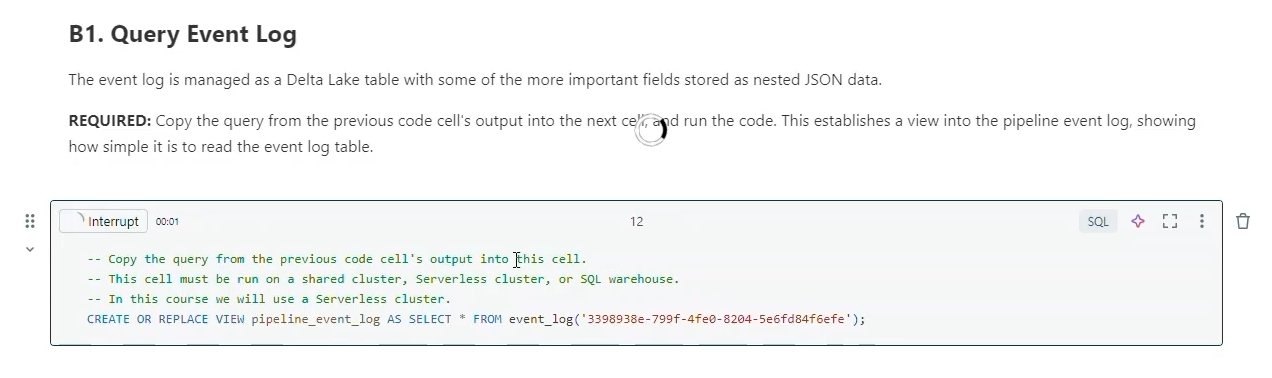 B1. Query Event Log
The event log is managed as a Delta Lake table with some of the more important fields stored as nested JSON data.
REQUIRED: Copy the query from the previous code cell's output into the next cell, and run the code. This establishes a view into the pipeline event log, showing
how simple it is to read the event log table.
Interrupt 00:01 12 SQL
-- Copy the query from the previous code cell's output into this cell.
-- This cell must be run on a shared cluster, Serverless cluster, or SQL warehouse.
-- In this course we will use a Serverless cluster.
CREATE OR REPLACE VIEW pipeline_event_log AS SELECT * FROM event_log('3398938e-799f-4fe0-8204-5e6fd84f6efe');